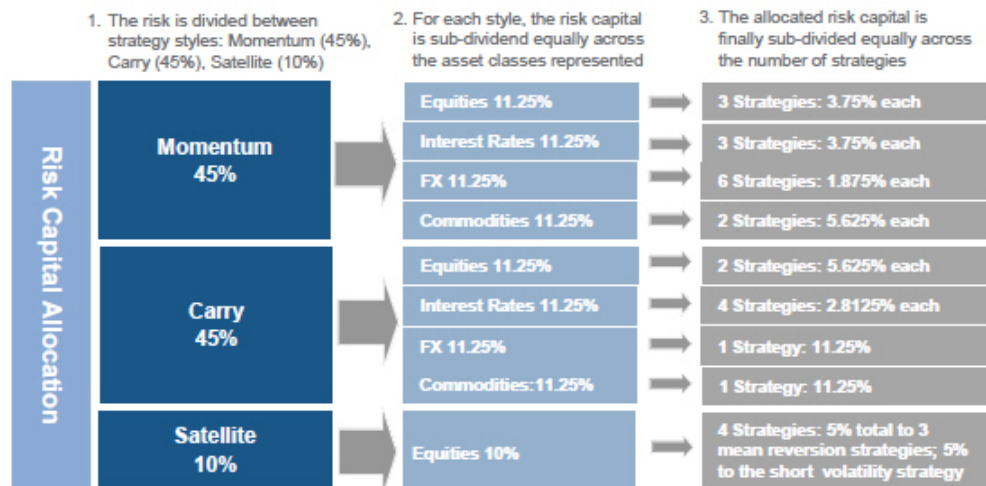 1. The risk is divided between
strategy styles: Momentum (45%),
Carry (45%), Satellite (10%)
2. For each style, the risk capital
is sub-dividend equally across
the asset classes represented
3. The allocated risk capital is
finally sub-divided equally across
the number of strategies
Risk Capital Allocation
Momentum
45%
Equities 11.25%
3 Strategies: 3.75% each
Interest Rates 11.25%
3 Strategies: 3.75% each
FX 11.25%
6 Strategies: 1.875% each
Commodities 11.25%
2 Strategies: 5.625% each
Carry
45%
Equities 11.25%
2 Strategies: 5.625% each
Interest Rates 11.25%
4 Strategies: 2.8125% each
FX 11.25%
1 Strategy: 11.25%
Commodities:11.25%
1 Strategy: 11.25%
Satellite
10%
Equities 10%
4 Strategies: 5% total to 3
mean reversion strategies; 5%
to the short volatility strategy